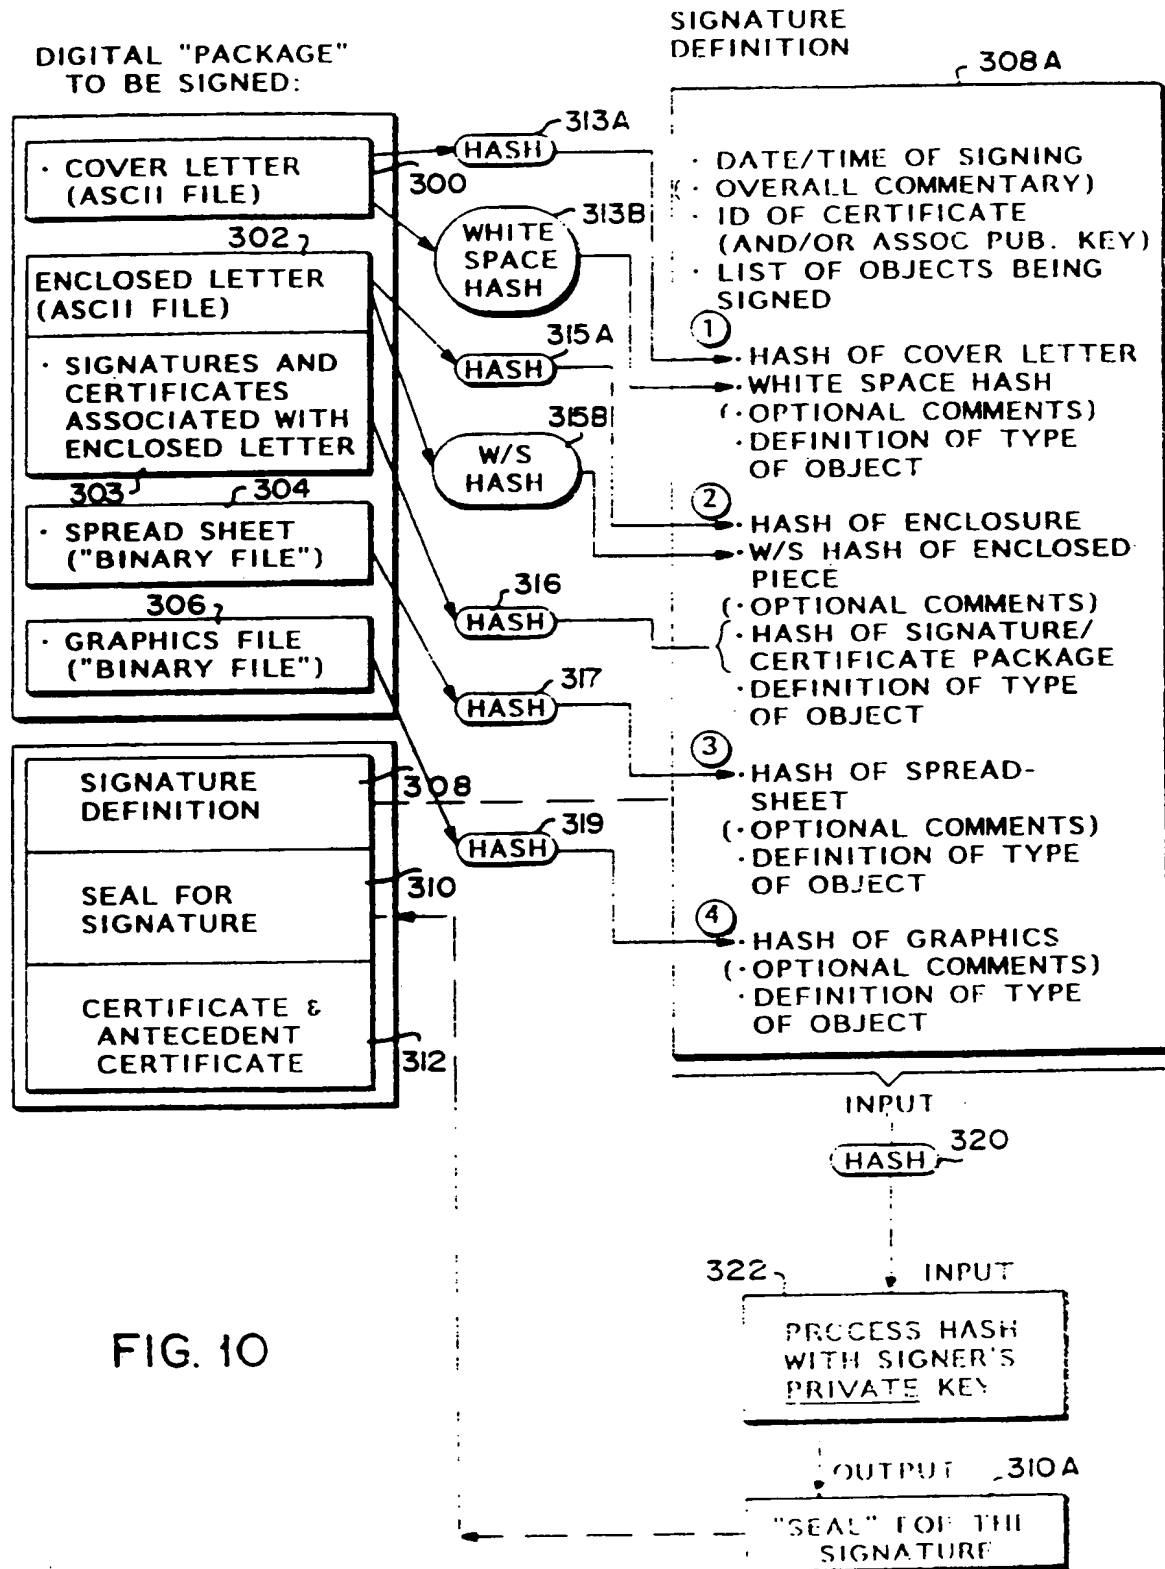 DIGITAL "PACKAGE"
TO BE SIGNED:
300
· COVER LETTER
(ASCII FILE)
302
ENCLOSED LETTER
(ASCII FILE)
· SIGNATURES AND
CERTIFICATES
ASSOCIATED WITH
ENCLOSED LETTER
303
304
· SPREAD SHEET
("BINARY FILE")
306
· GRAPHICS FILE
("BINARY FILE")
SIGNATURE
DEFINITION
308
SEAL FOR
SIGNATURE
310
CERTIFICATE &
ANTECEDENT
CERTIFICATE
312
313A
HASH
313B
WHITE
SPACE
HASH
315A
HASH
315B
W/S
HASH
316
HASH
317
HASH
319
HASH
SIGNATURE
DEFINITION
308A
· DATE/TIME OF SIGNING
(· OVERALL COMMENTARY)
· ID OF CERTIFICATE
(AND/OR ASSOC PUB. KEY)
· LIST OF OBJECTS BEING
SIGNED
1
· HASH OF COVER LETTER
· WHITE SPACE HASH
(· OPTIONAL COMMENTS)
· DEFINITION OF TYPE
OF OBJECT
2
· HASH OF ENCLOSURE
· W/S HASH OF ENCLOSED
PIECE
(· OPTIONAL COMMENTS)
· HASH OF SIGNATURE/
CERTIFICATE PACKAGE
· DEFINITION OF TYPE
OF OBJECT
3
· HASH OF SPREAD-
SHEET
(· OPTIONAL COMMENTS)
· DEFINITION OF TYPE
OF OBJECT
4
· HASH OF GRAPHICS
(· OPTIONAL COMMENTS)
· DEFINITION OF TYPE
OF OBJECT
INPUT
HASH
320
322
INPUT
PROCESS HASH
WITH SIGNER'S
PRIVATE KEY
OUTPUT
310A
"SEAL" FOR THE
SIGNATURE
FIG. 10